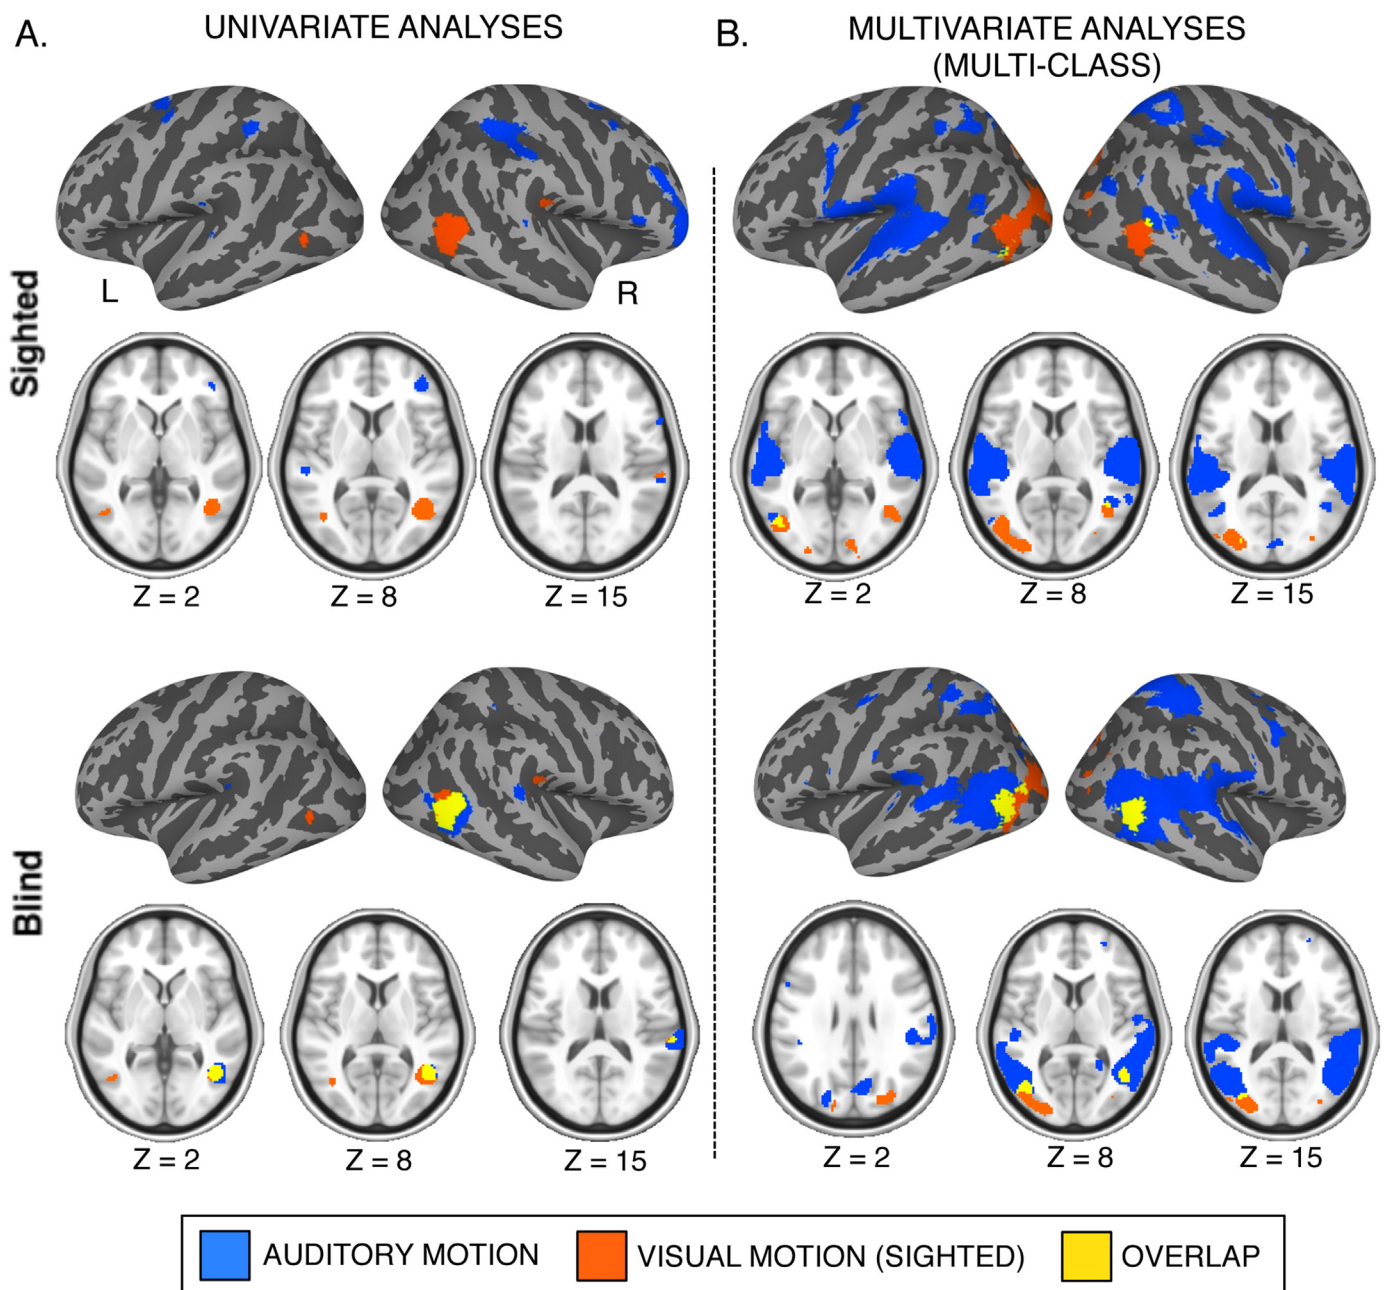 A.
UNIVARIATE ANALYSES
B.
MULTIVARIATE ANALYSES
(MULTI-CLASS)
Sighted
L
R
Z = 2
Z = 8
Z = 15
Z = 2
Z = 8
Z = 15
Blind
Z = 2
Z = 8
Z = 15
Z = 2
Z = 8
Z = 15
AUDITORY MOTION
VISUAL MOTION (SIGHTED)
OVERLAP